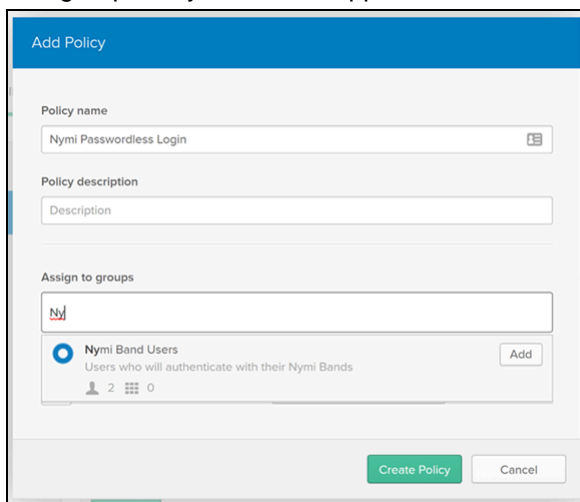 Add Policy
Policy name
Nymi Passwordless Login
Policy description
Description
Assign to groups
Ny
Nymi Band Users
Add
Users who will authenticate with their Nymi Bands
2 0
Create Policy
Cancel